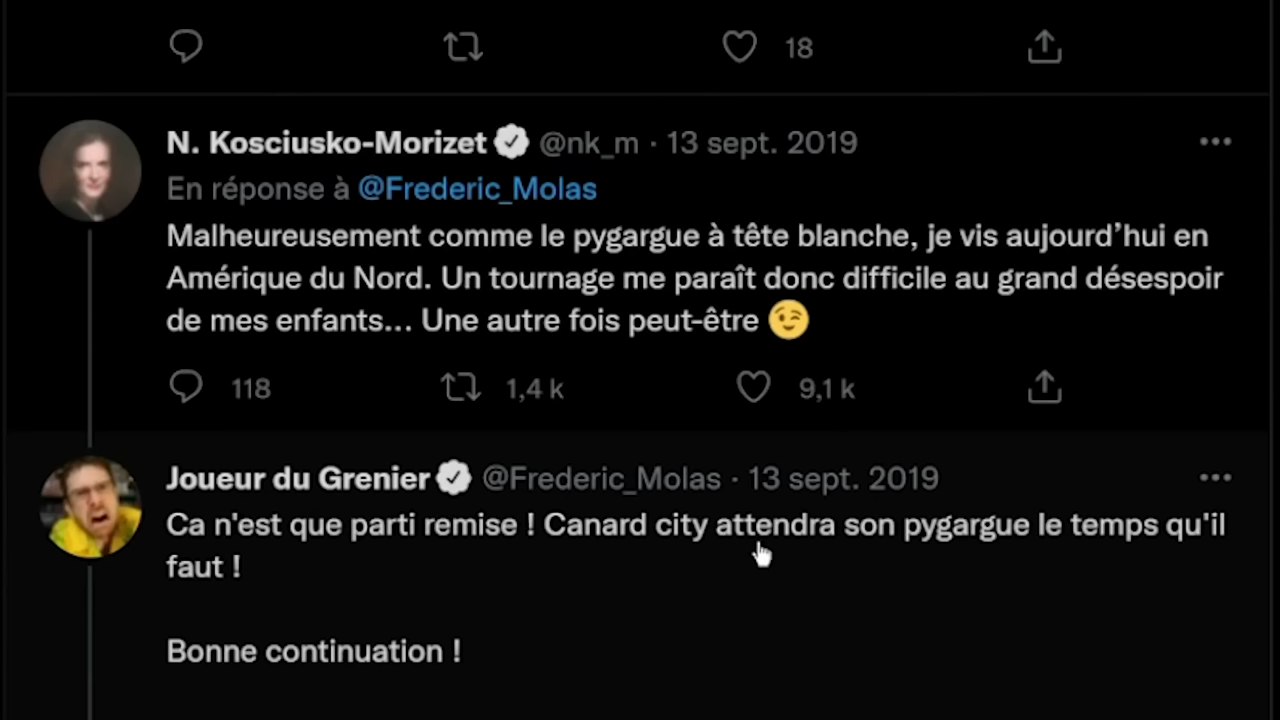 18
N. Kosciusko-Morizet @nk_m · 13 sept. 2019
En réponse à @Frederic_Molas
Malheureusement comme le pygargue à tête blanche, je vis aujourd’hui en
Amérique du Nord. Un tournage me paraît donc difficile au grand désespoir
de mes enfants... Une autre fois peut-être 😉
118 1,4 k 9,1 k
Joueur du Grenier @Frederic_Molas · 13 sept. 2019
Ca n'est que parti remise ! Canard city attendra son pygargue le temps qu'il
faut !
Bonne continuation !